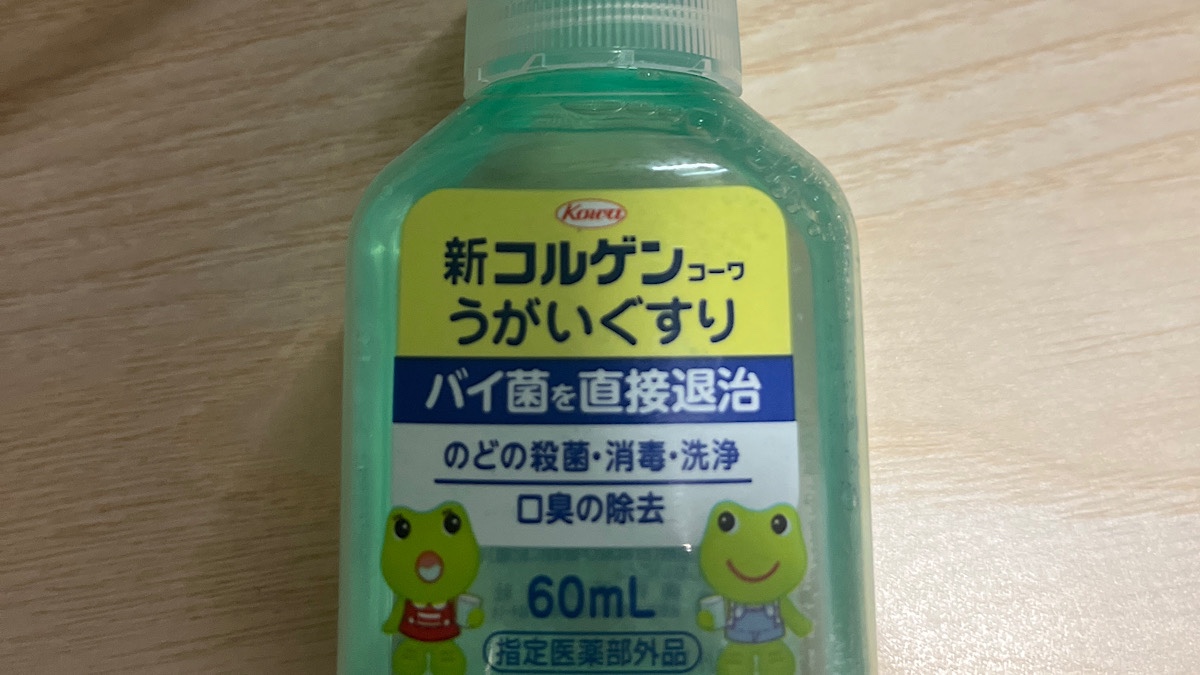 Kowa
新コルゲンコーワ
うがいぐすり
バイ菌を直接退治
のどの殺菌・消毒・洗浄
口臭の除去
60mL
指定医薬部外品